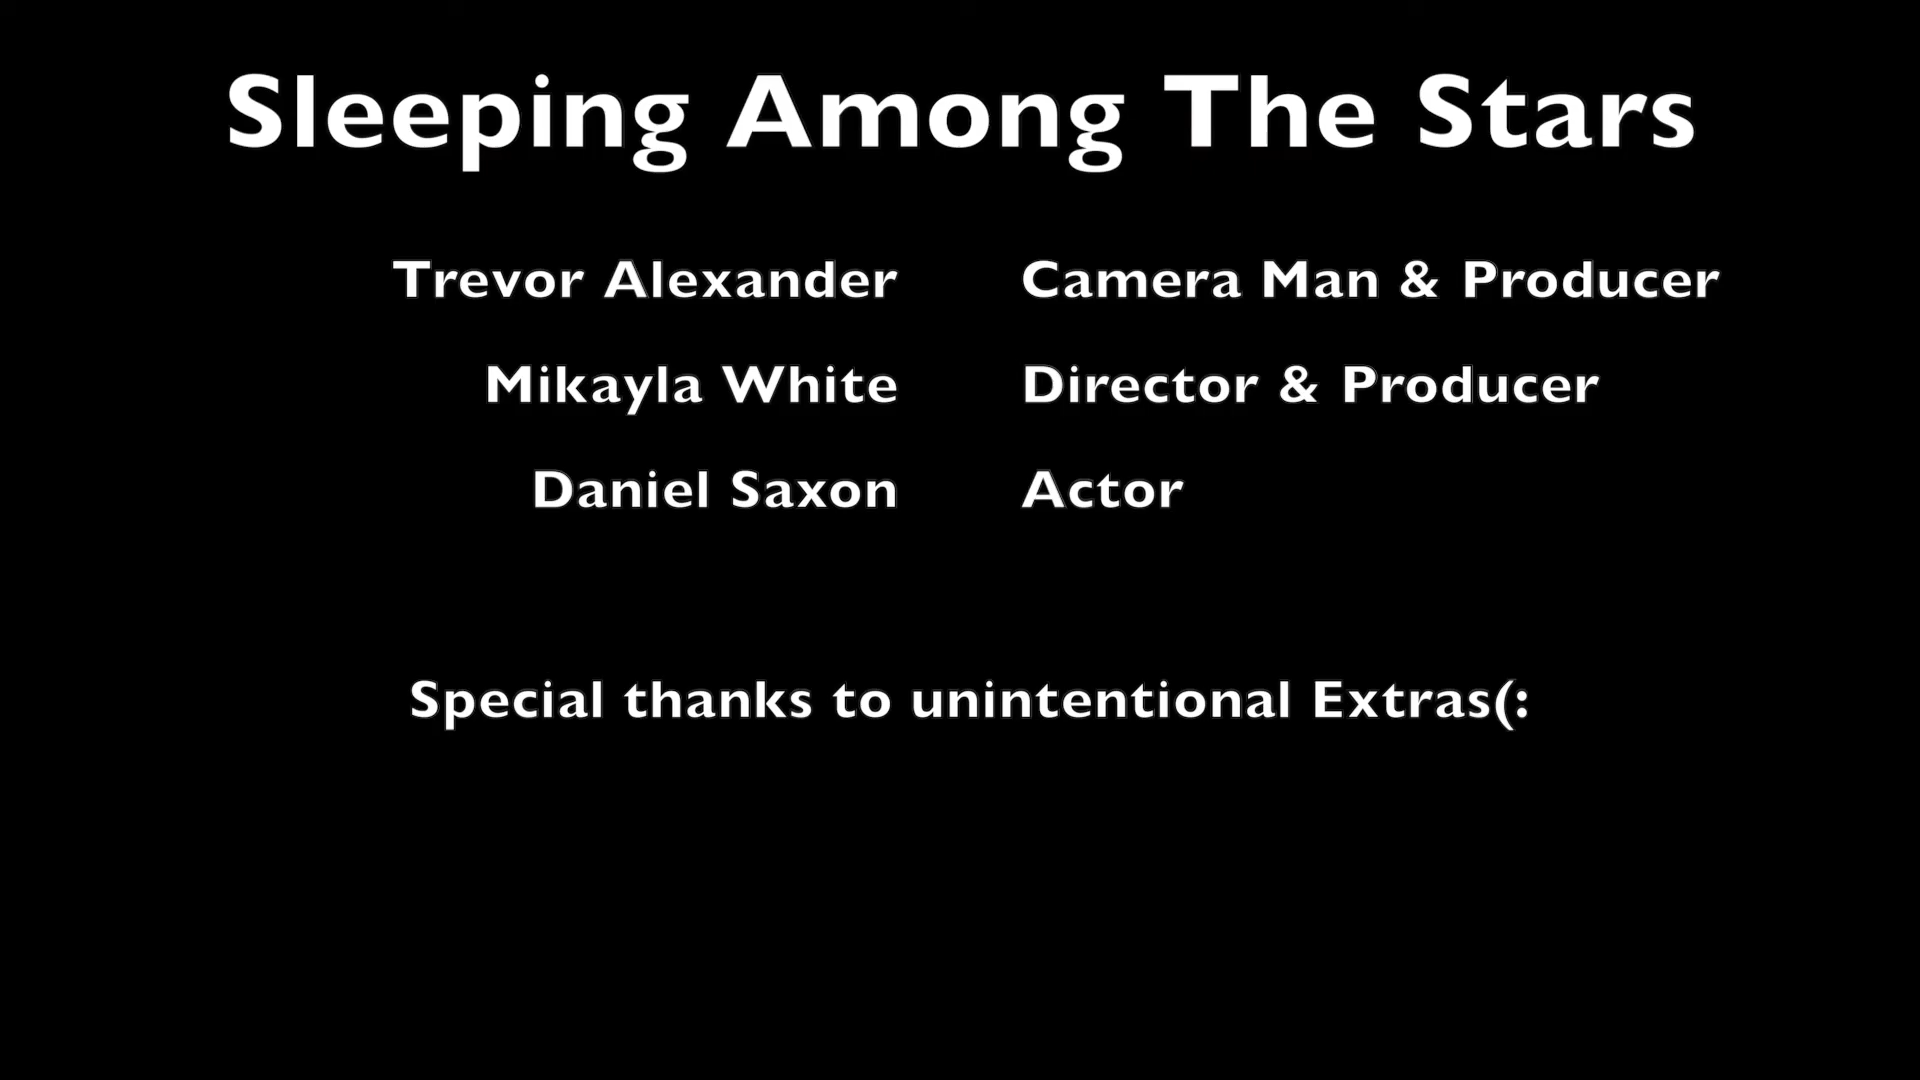 Sleeping Among The Stars
Trevor Alexander Camera Man & Producer
Mikayla White Director & Producer
Daniel Saxon Actor
Special thanks to unintentional Extras(: